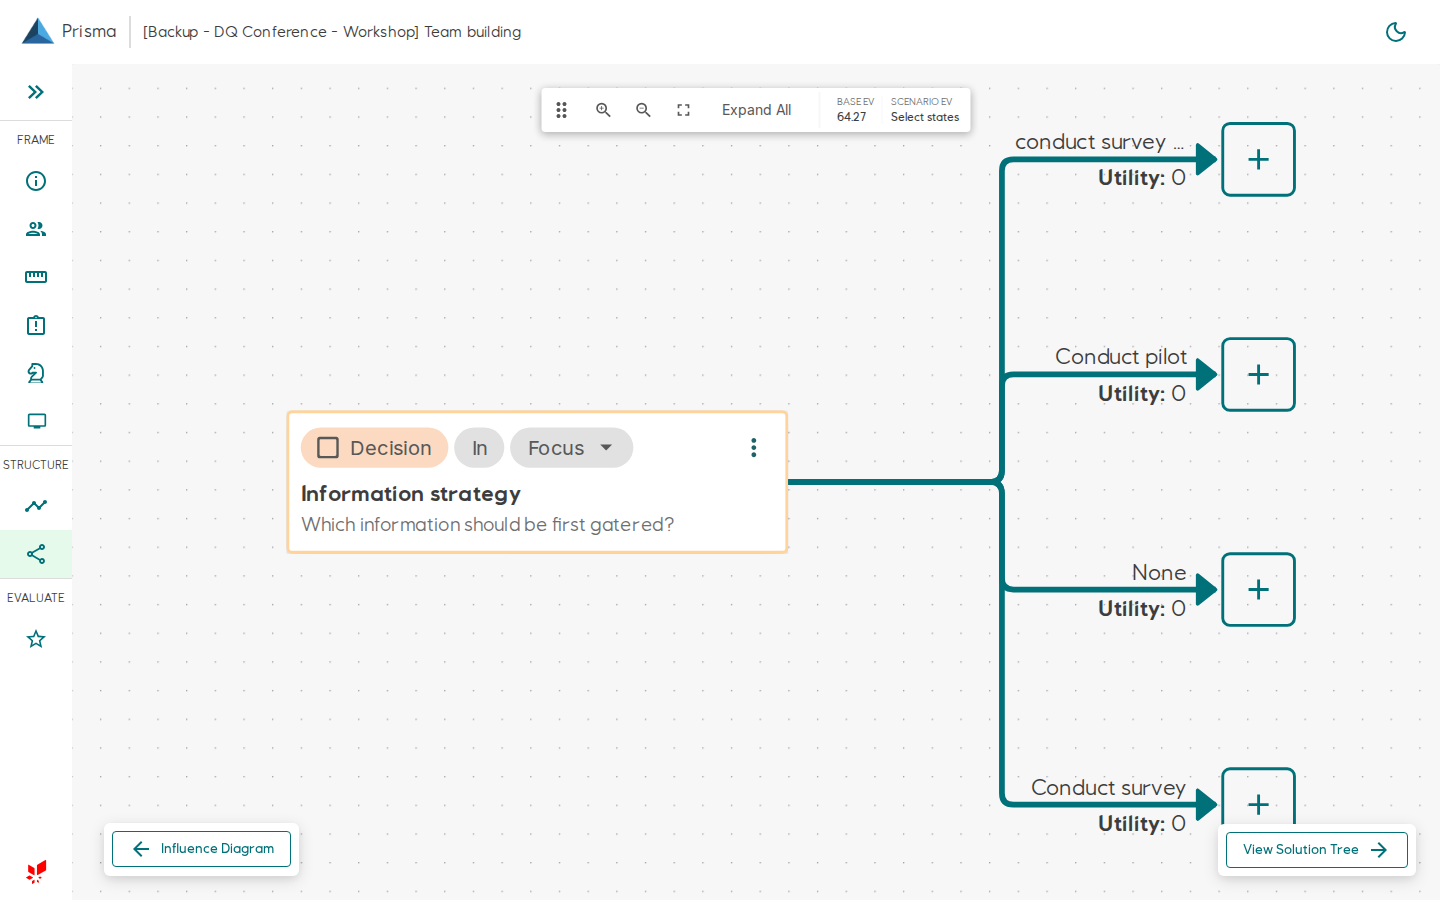 Prisma
[Backup - DQ Conference - Workshop] Team building
FRAME
STRUCTURE
EVALUATE
Expand All
BASE EV
64.27
SCENARIO EV
Select states
Decision
In
Focus
Information strategy
Which information should be first gatered?
conduct survey ...
Utility: 0
Conduct pilot
Utility: 0
None
Utility: 0
Conduct survey
Utility: 0
Influence Diagram
View Solution Tree